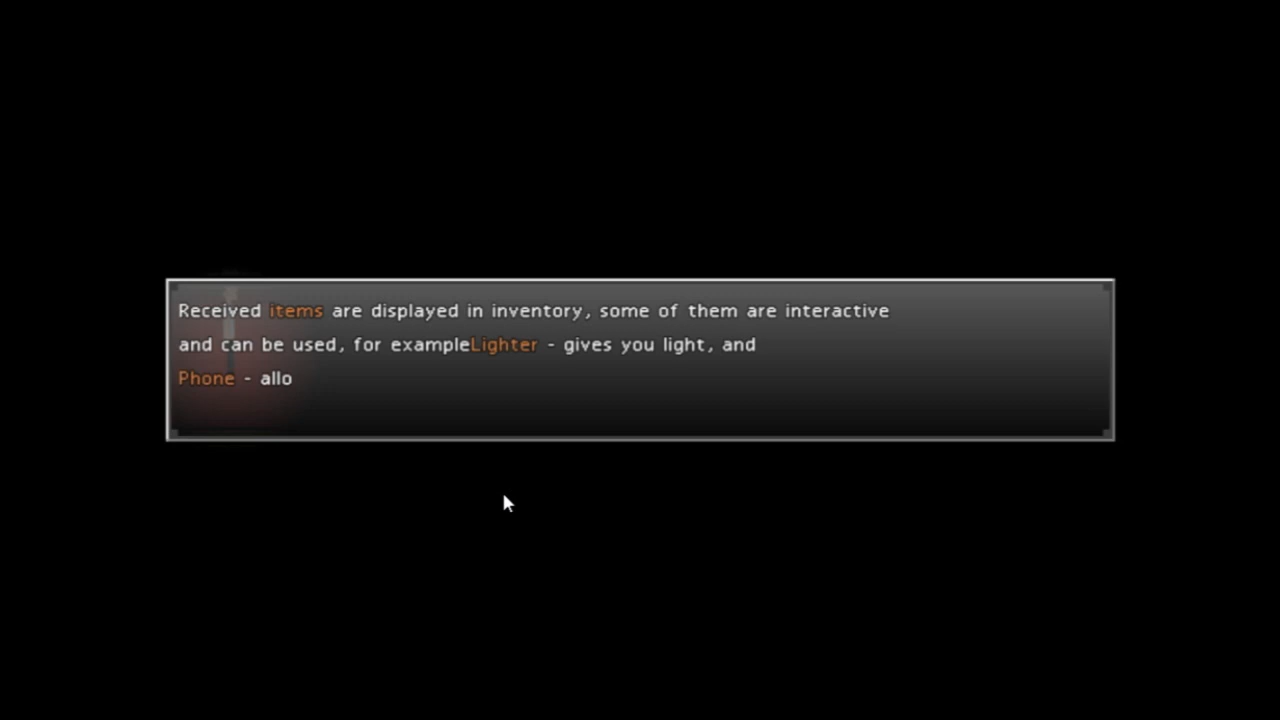 Received items are displayed in inventory, some of them are interactive
and can be used, for exampleLighter - gives you light, and
Phone - allo